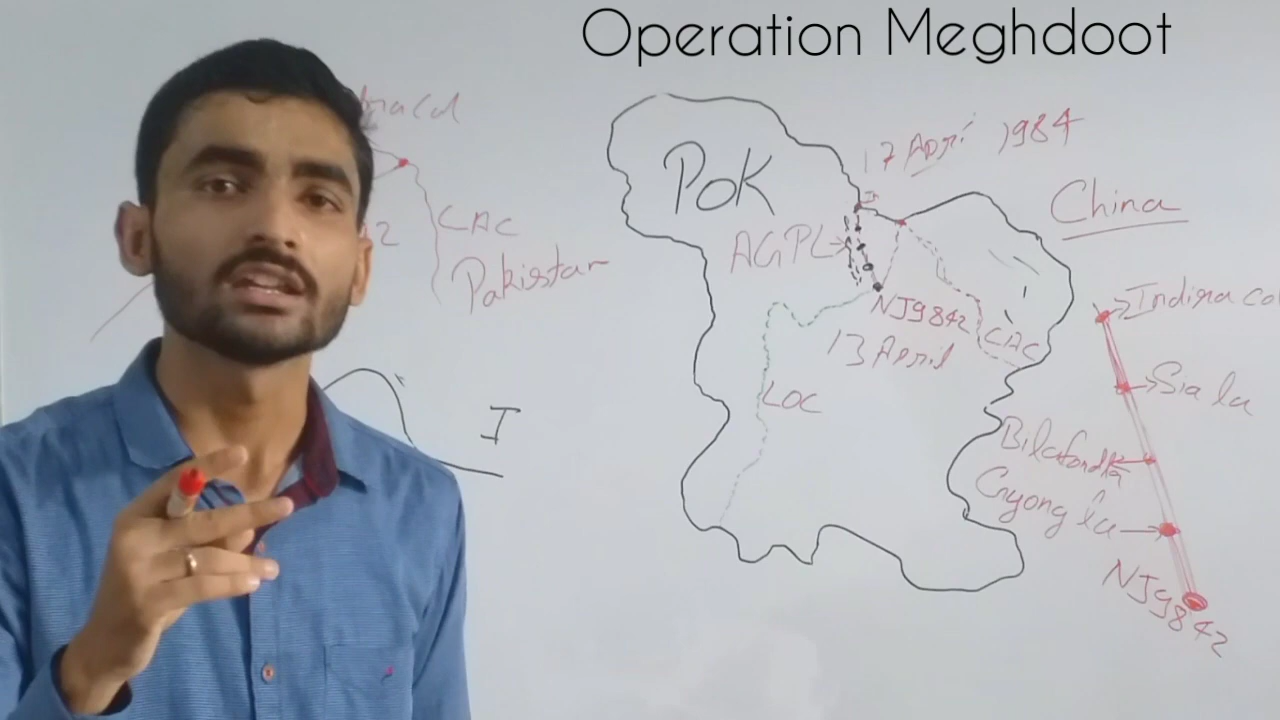 Operation Meghdoot
PoK
17 April 1984
China
AGPL
NJ9842
13 April
LOC
CAC
CAC
Pakistan
I
Indira col
Sia la
Bilafondla
Gyong la
NJ9842